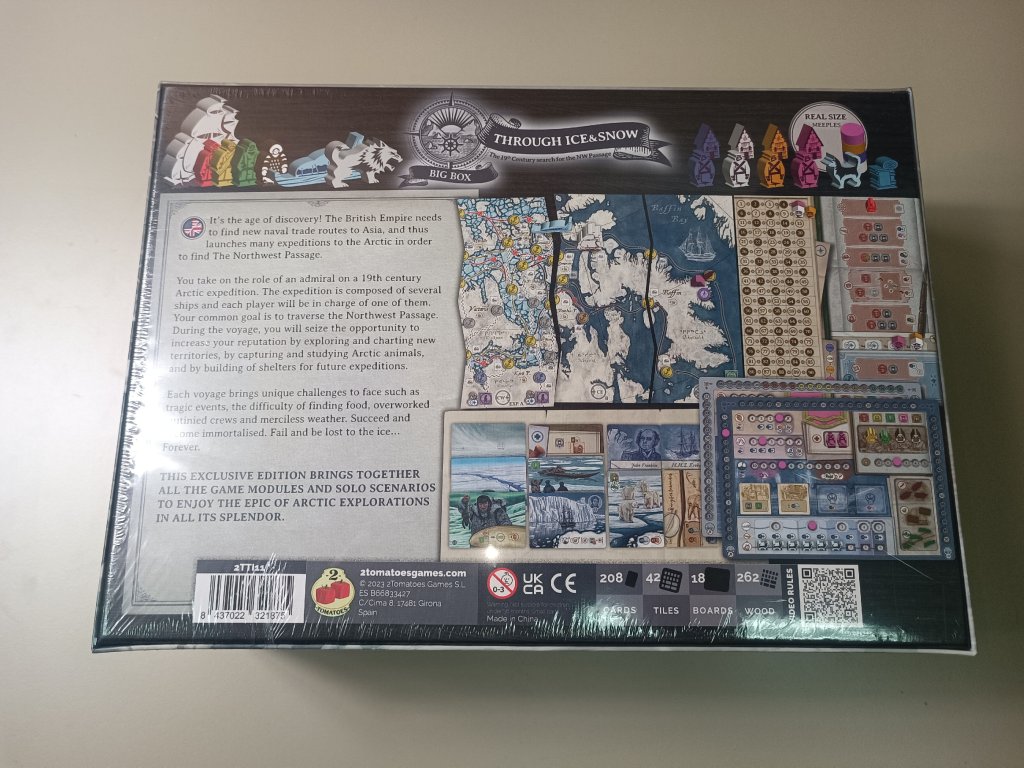 THROUGH ICE & SNOW
The 19th Century search for the NW Passage
BIG BOX
REAL SIZE
MEEPLES
It's the age of discovery! The British Empire needs
to find new naval trade routes to Asia, and thus
launches many expeditions to the Arctic in order
to find The Northwest Passage.
You take on the role of an admiral on a 19th century
Arctic expedition. The expedition is composed of several
ships and each player will be in charge of one of them.
Your common goal is to traverse the Northwest Passage.
During the voyage, you will seize the opportunity to
increase your reputation by exploring and charting new
territories, by capturing and studying Arctic animals,
and by building of shelters for future expeditions.
Each voyage brings unique challenges to face such as
tragic events, the difficulty of finding food, overworked
crews and merciless weather. Succeed and
immortalised. Fail and be lost to the ice...
Forever.
THIS EXCLUSIVE EDITION BRINGS TOGETHER
ALL THE GAME MODULES AND SOLO SCENARIOS
TO ENJOY THE EPIC OF ARCTIC EXPLORATIONS
IN ALL ITS SPLENDOR.
Baffin
Bay
Baffin
John Franklin
2TTI11
8 437022 321875
2
TOMATOES
2tomatoesgames.com
© 2023 2Tomatoes Games S.L
ES B66833427
C/Cima 8, 17481 Girona
Spain
0-3
UK
CA
CE
Made in China
208 42 18 262
CARDS TILES BOARDS WOOD
VIDEO RULES